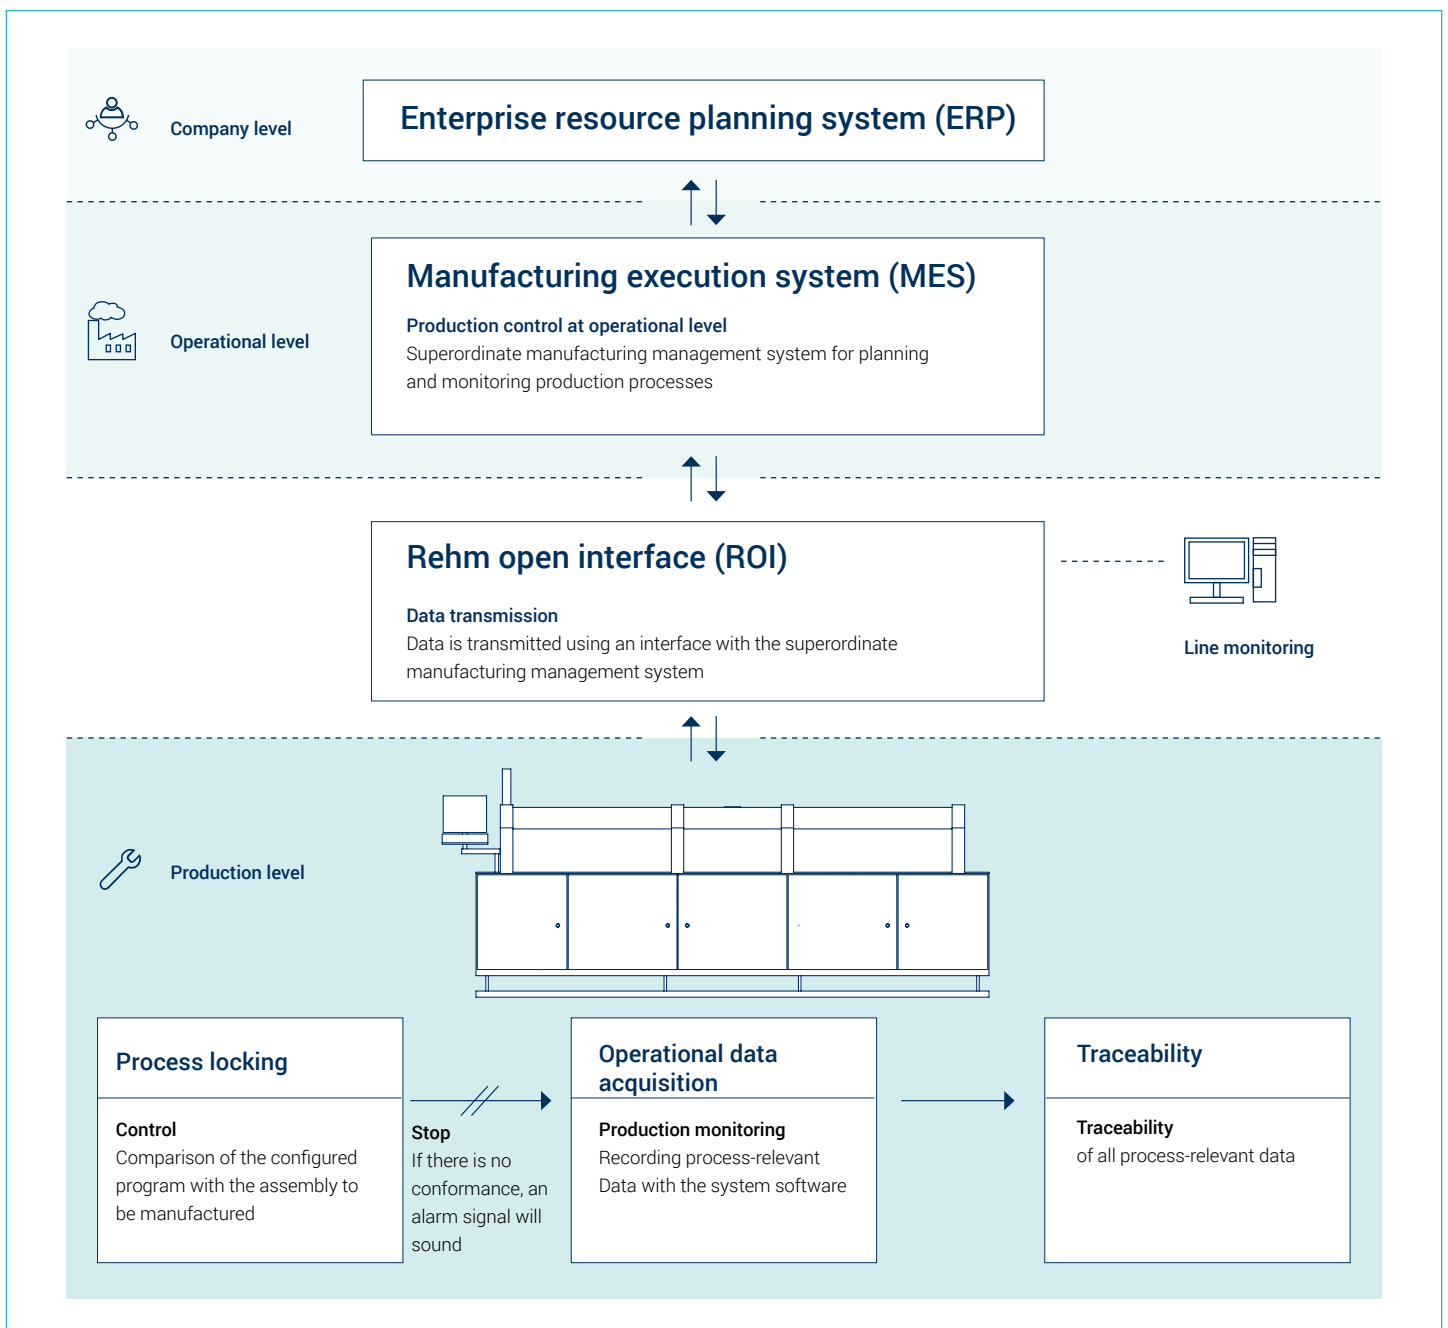 Company level
Enterprise resource planning system (ERP)
Operational level
Manufacturing execution system (MES)
Production control at operational level
Superordinate manufacturing management system for planning
and monitoring production processes
Rehm open interface (ROI)
Data transmission
Data is transmitted using an interface with the superordinate
manufacturing management system
Line monitoring
Production level
Process locking
Control
Comparison of the configured
program with the assembly to
be manufactured
Stop
If there is no
conformance, an
alarm signal will
sound
Operational data
acquisition
Production monitoring
Recording process-relevant
Data with the system software
Traceability
Traceability
of all process-relevant data